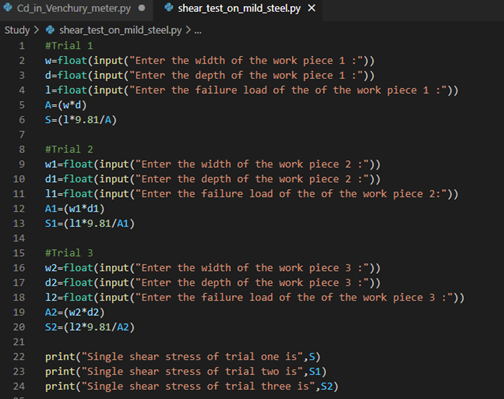 Cd_in_Venchury_meter.py ● shear_test_on_mild_steel.py ×
Study > shear_test_on_mild_steel.py > ...
1 #Trial 1
2 w=float(input("Enter the width of the work piece 1 :"))
3 d=float(input("Enter the depth of the work piece 1 :"))
4 l=float(input("Enter the failure load of the of the work piece 1 :"))
5 A=(w*d)
6 S=(l*9.81/A)
7
8 #Trial 2
9 w1=float(input("Enter the width of the work piece 2 :"))
10 d1=float(input("Enter the depth of the work piece 2 :"))
11 l1=float(input("Enter the failure load of the of the work piece 2:"))
12 A1=(w1*d1)
13 S1=(l1*9.81/A1)
14
15 #Trial 3
16 w2=float(input("Enter the width of the work piece 3 :"))
17 d2=float(input("Enter the depth of the work piece 3 :"))
18 l2=float(input("Enter the failure load of the of the work piece 3 :"))
19 A2=(w2*d2)
20 S2=(l2*9.81/A2)
21
22 print("Single shear stress of trial one is",S)
23 print("Single shear stress of trial two is",S1)
24 print("Single shear stress of trial three is",S2)